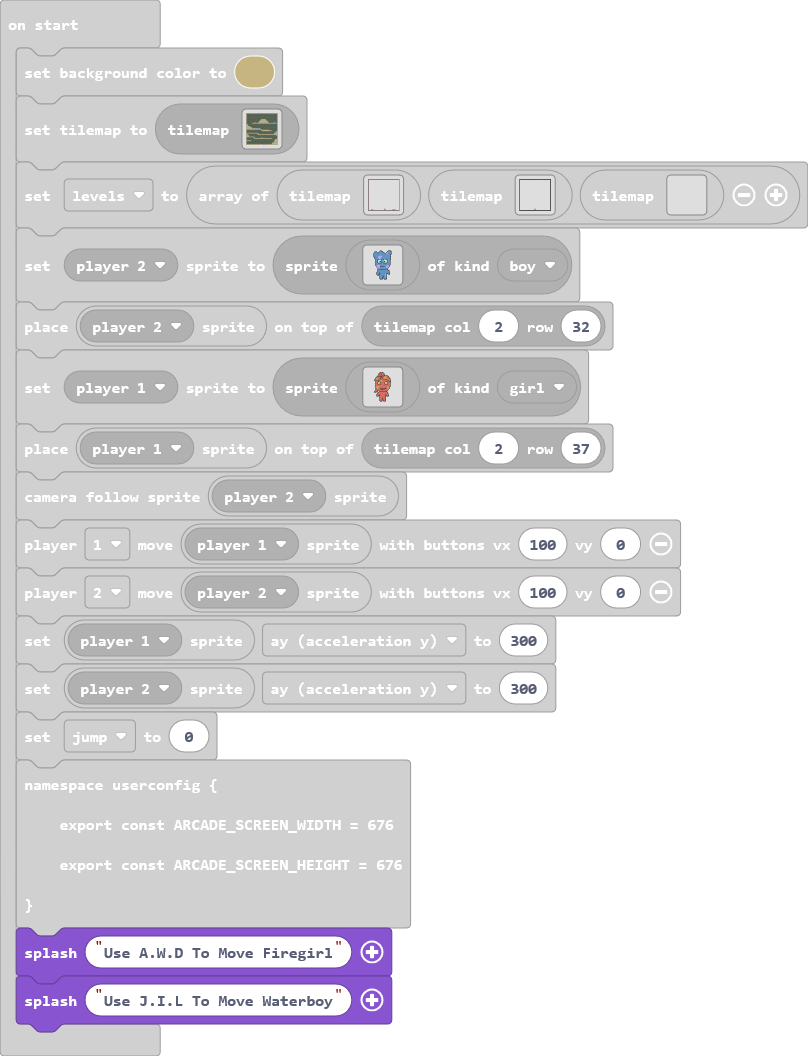 on start
set background color to
set tilemap to tilemap
set levels to array of tilemap tilemap tilemap
set player 2 sprite to sprite of kind boy
place player 2 sprite on top of tilemap col 2 row 32
set player 1 sprite to sprite of kind girl
place player 1 sprite on top of tilemap col 2 row 37
camera follow sprite player 2 sprite
player 1 move player 1 sprite with buttons vx 100 vy 0
player 2 move player 2 sprite with buttons vx 100 vy 0
set player 1 sprite ay (acceleration y) to 300
set player 2 sprite ay (acceleration y) to 300
set jump to 0
namespace userconfig {
export const ARCADE_SCREEN_WIDTH = 676
export const ARCADE_SCREEN_HEIGHT = 676
}
splash "Use A.W.D To Move Firegirl"
splash "Use J.I.L To Move Waterboy"